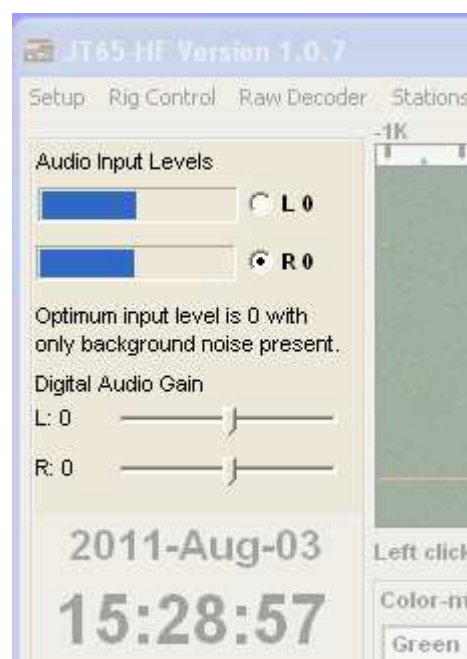 JT65-HF Version 1.0.7
Setup Rig Control Raw Decoder Stations
-1K
Audio Input Levels
L 0
R 0
Optimum input level is 0 with
only background noise present.
Digital Audio Gain
L: 0
R: 0
2011-Aug-03
Left click
15:28:57
Color-m
Green